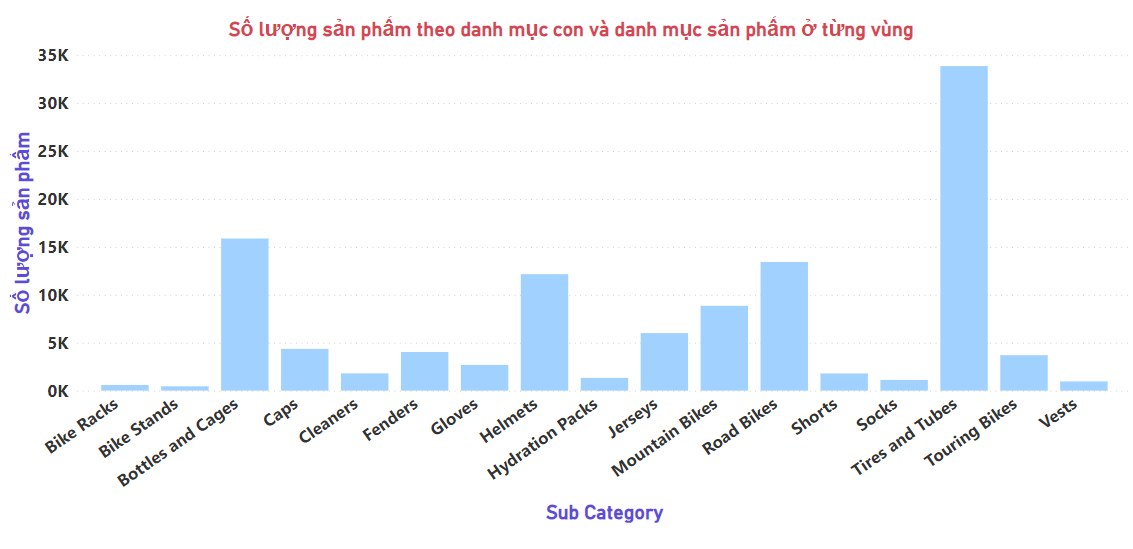 Số lượng sản phẩm theo danh mục con và danh mục sản phẩm ở từng vùng
35K
30K
25K
20K
15K
10K
5K
0K
Số lượng sản phẩm
Bike Racks
Bike Stands
Bottles and Cages
Caps
Cleaners
Fenders
Gloves
Helmets
Hydration Packs
Jerseys
Mountain Bikes
Road Bikes
Shorts
Socks
Tires and Tubes
Touring Bikes
Vests
Sub Category